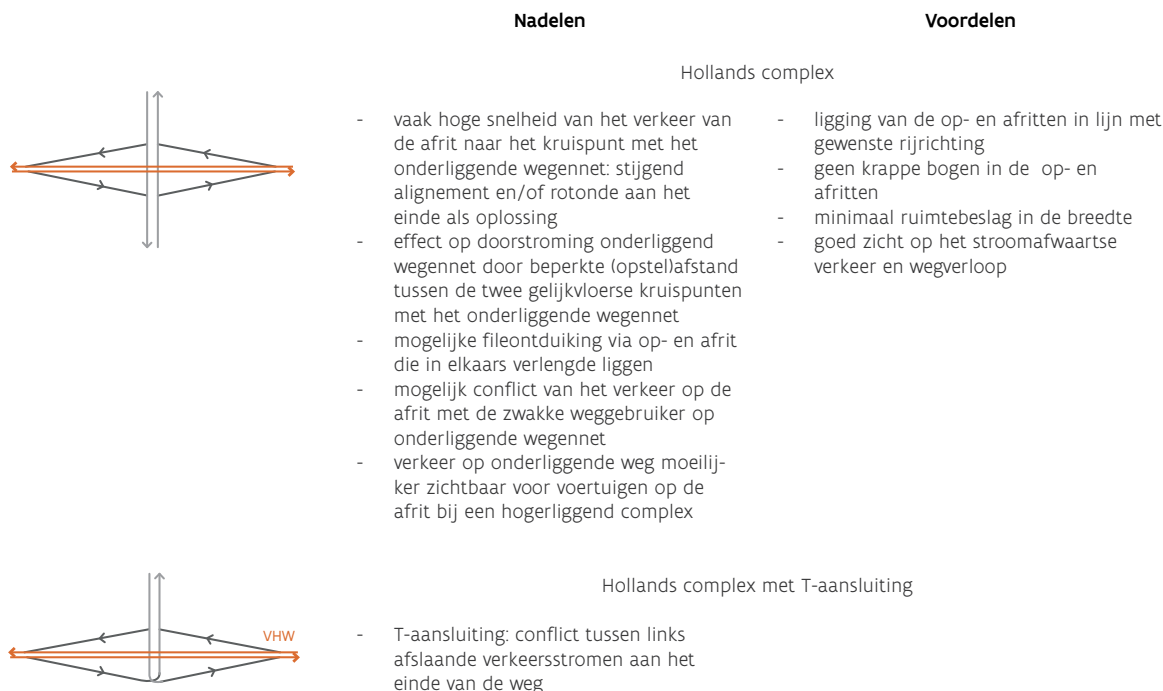 Nadelen
Voordelen
Hollands complex
- vaak hoge snelheid van het verkeer van
de afrit naar het kruispunt met het
onderliggende wegennet: stijgend
alignement en/of rotonde aan het
einde als oplossing
- effect op doorstroming onderliggend
wegennet door beperkte (opstel)afstand
tussen de twee gelijkvloerse kruispunten
met het onderliggende wegennet
- mogelijke fileontduiking via op- en afrit
die in elkaars verlengde liggen
- mogelijk conflict van het verkeer op de
afrit met de zwakke weggebruiker op
onderliggende wegennet
- verkeer op onderliggende weg moeilij-
ker zichtbaar voor voertuigen op de
afrit bij een hogerliggend complex
- ligging van de op- en afritten in lijn met
gewenste rijrichting
- geen krappe bogen in de op- en
afritten
- minimaal ruimtebeslag in de breedte
- goed zicht op het stroomafwaartse
verkeer en wegverloop
Hollands complex met T-aansluiting
VHW
- T-aansluiting: conflict tussen links
afslaande verkeersstromen aan het
einde van de weg